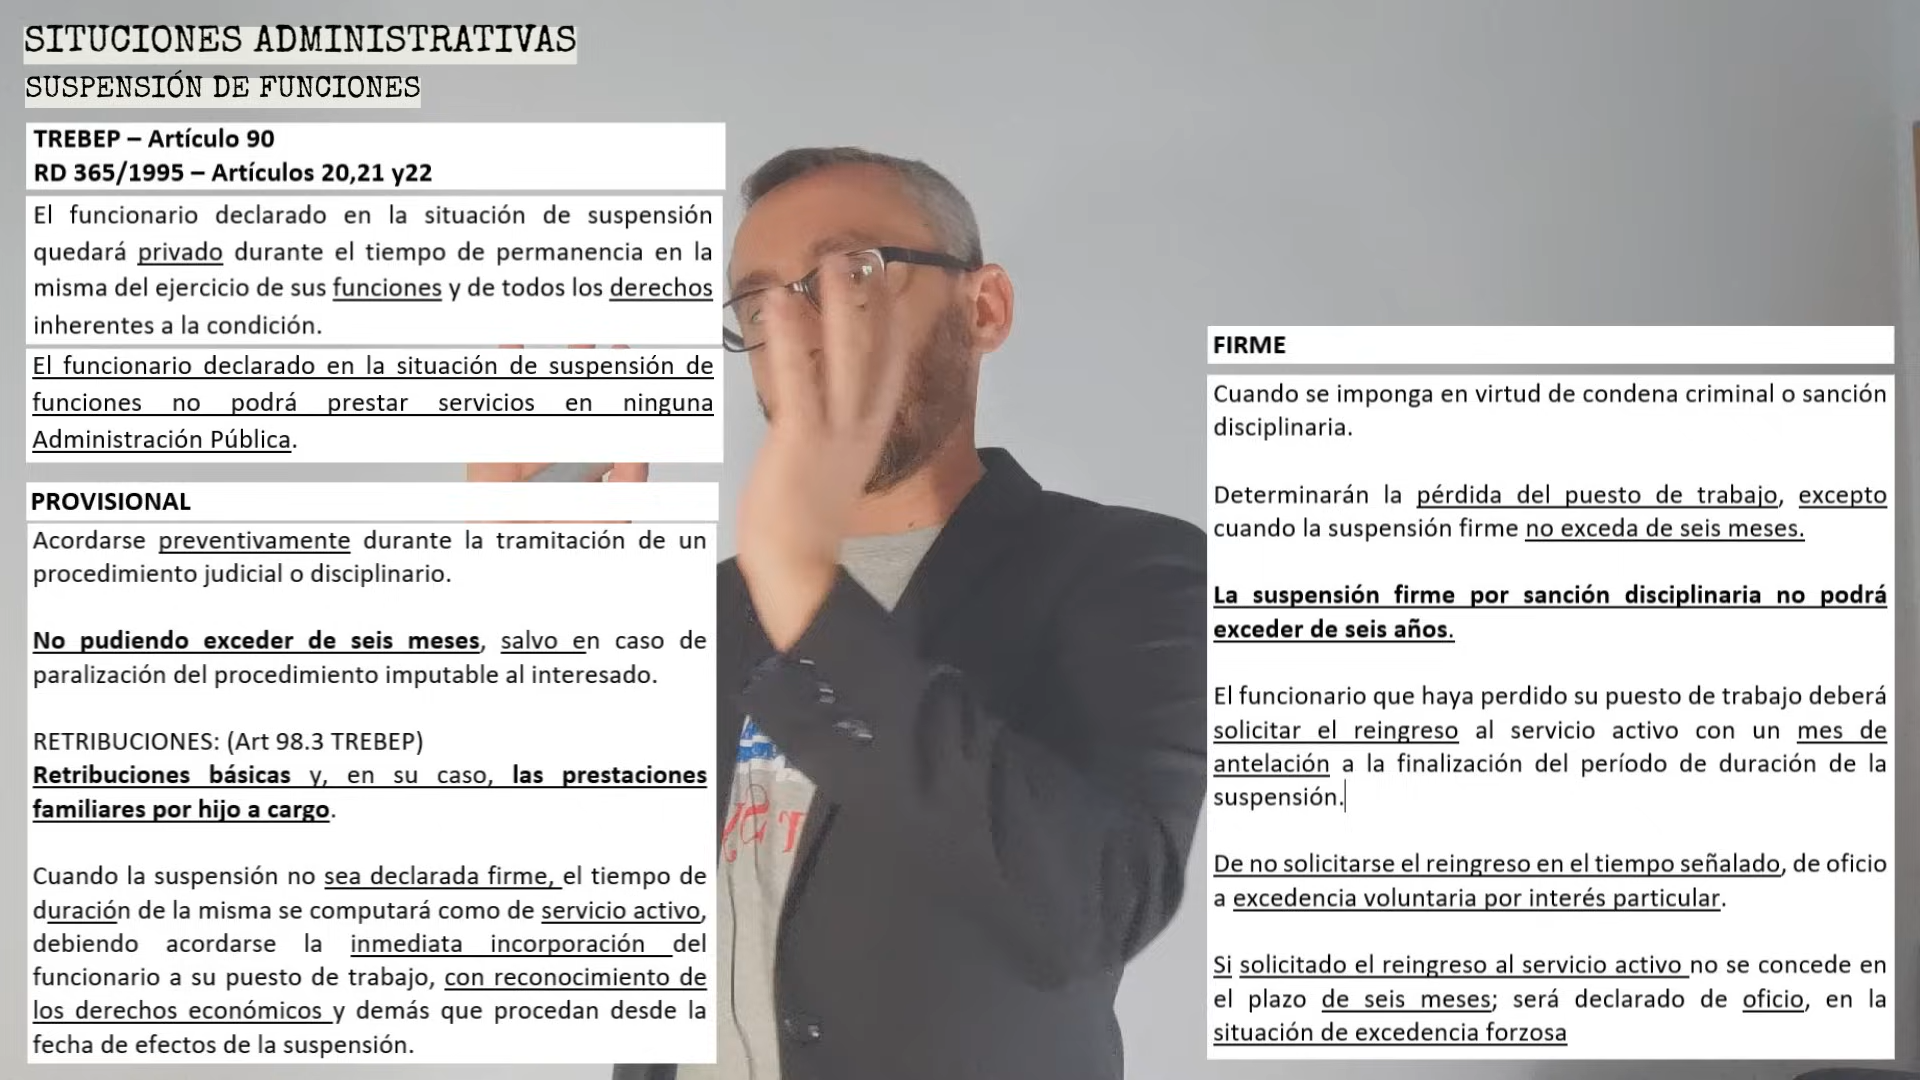 SITUCIONES ADMINISTRATIVAS
SUSPENSIÓN DE FUNCIONES
TREBEP – Artículo 90
RD 365/1995 – Artículos 20,21 y22
El funcionario declarado en la situación de suspensión
quedará privado durante el tiempo de permanencia en la
misma del ejercicio de sus funciones y de todos los derechos
inherentes a la condición.
El funcionario declarado en la situación de suspensión de
funciones no podrá prestar servicios en ninguna
Administración Pública.
PROVISIONAL
Acordarse preventivamente durante la tramitación de un
procedimiento judicial o disciplinario.
No pudiendo exceder de seis meses, salvo en caso de
paralización del procedimiento imputable al interesado.
RETRIBUCIONES: (Art 98.3 TREBEP)
Retribuciones básicas y, en su caso, las prestaciones
familiares por hijo a cargo.
Cuando la suspensión no sea declarada firme, el tiempo de
duración de la misma se computará como de servicio activo,
debiendo acordarse la inmediata incorporación del
funcionario a su puesto de trabajo, con reconocimiento de
los derechos económicos y demás que procedan desde la
fecha de efectos de la suspensión.
FIRME
Cuando se imponga en virtud de condena criminal o sanción
disciplinaria.
Determinarán la pérdida del puesto de trabajo, excepto
cuando la suspensión firme no exceda de seis meses.
La suspensión firme por sanción disciplinaria no podrá
exceder de seis años.
El funcionario que haya perdido su puesto de trabajo deberá
solicitar el reingreso al servicio activo con un mes de
antelación a la finalización del período de duración de la
suspensión.
De no solicitarse el reingreso en el tiempo señalado, de oficio
a excedencia voluntaria por interés particular.
Si solicitado el reingreso al servicio activo no se concede en
el plazo de seis meses; será declarado de oficio, en la
situación de excedencia forzosa